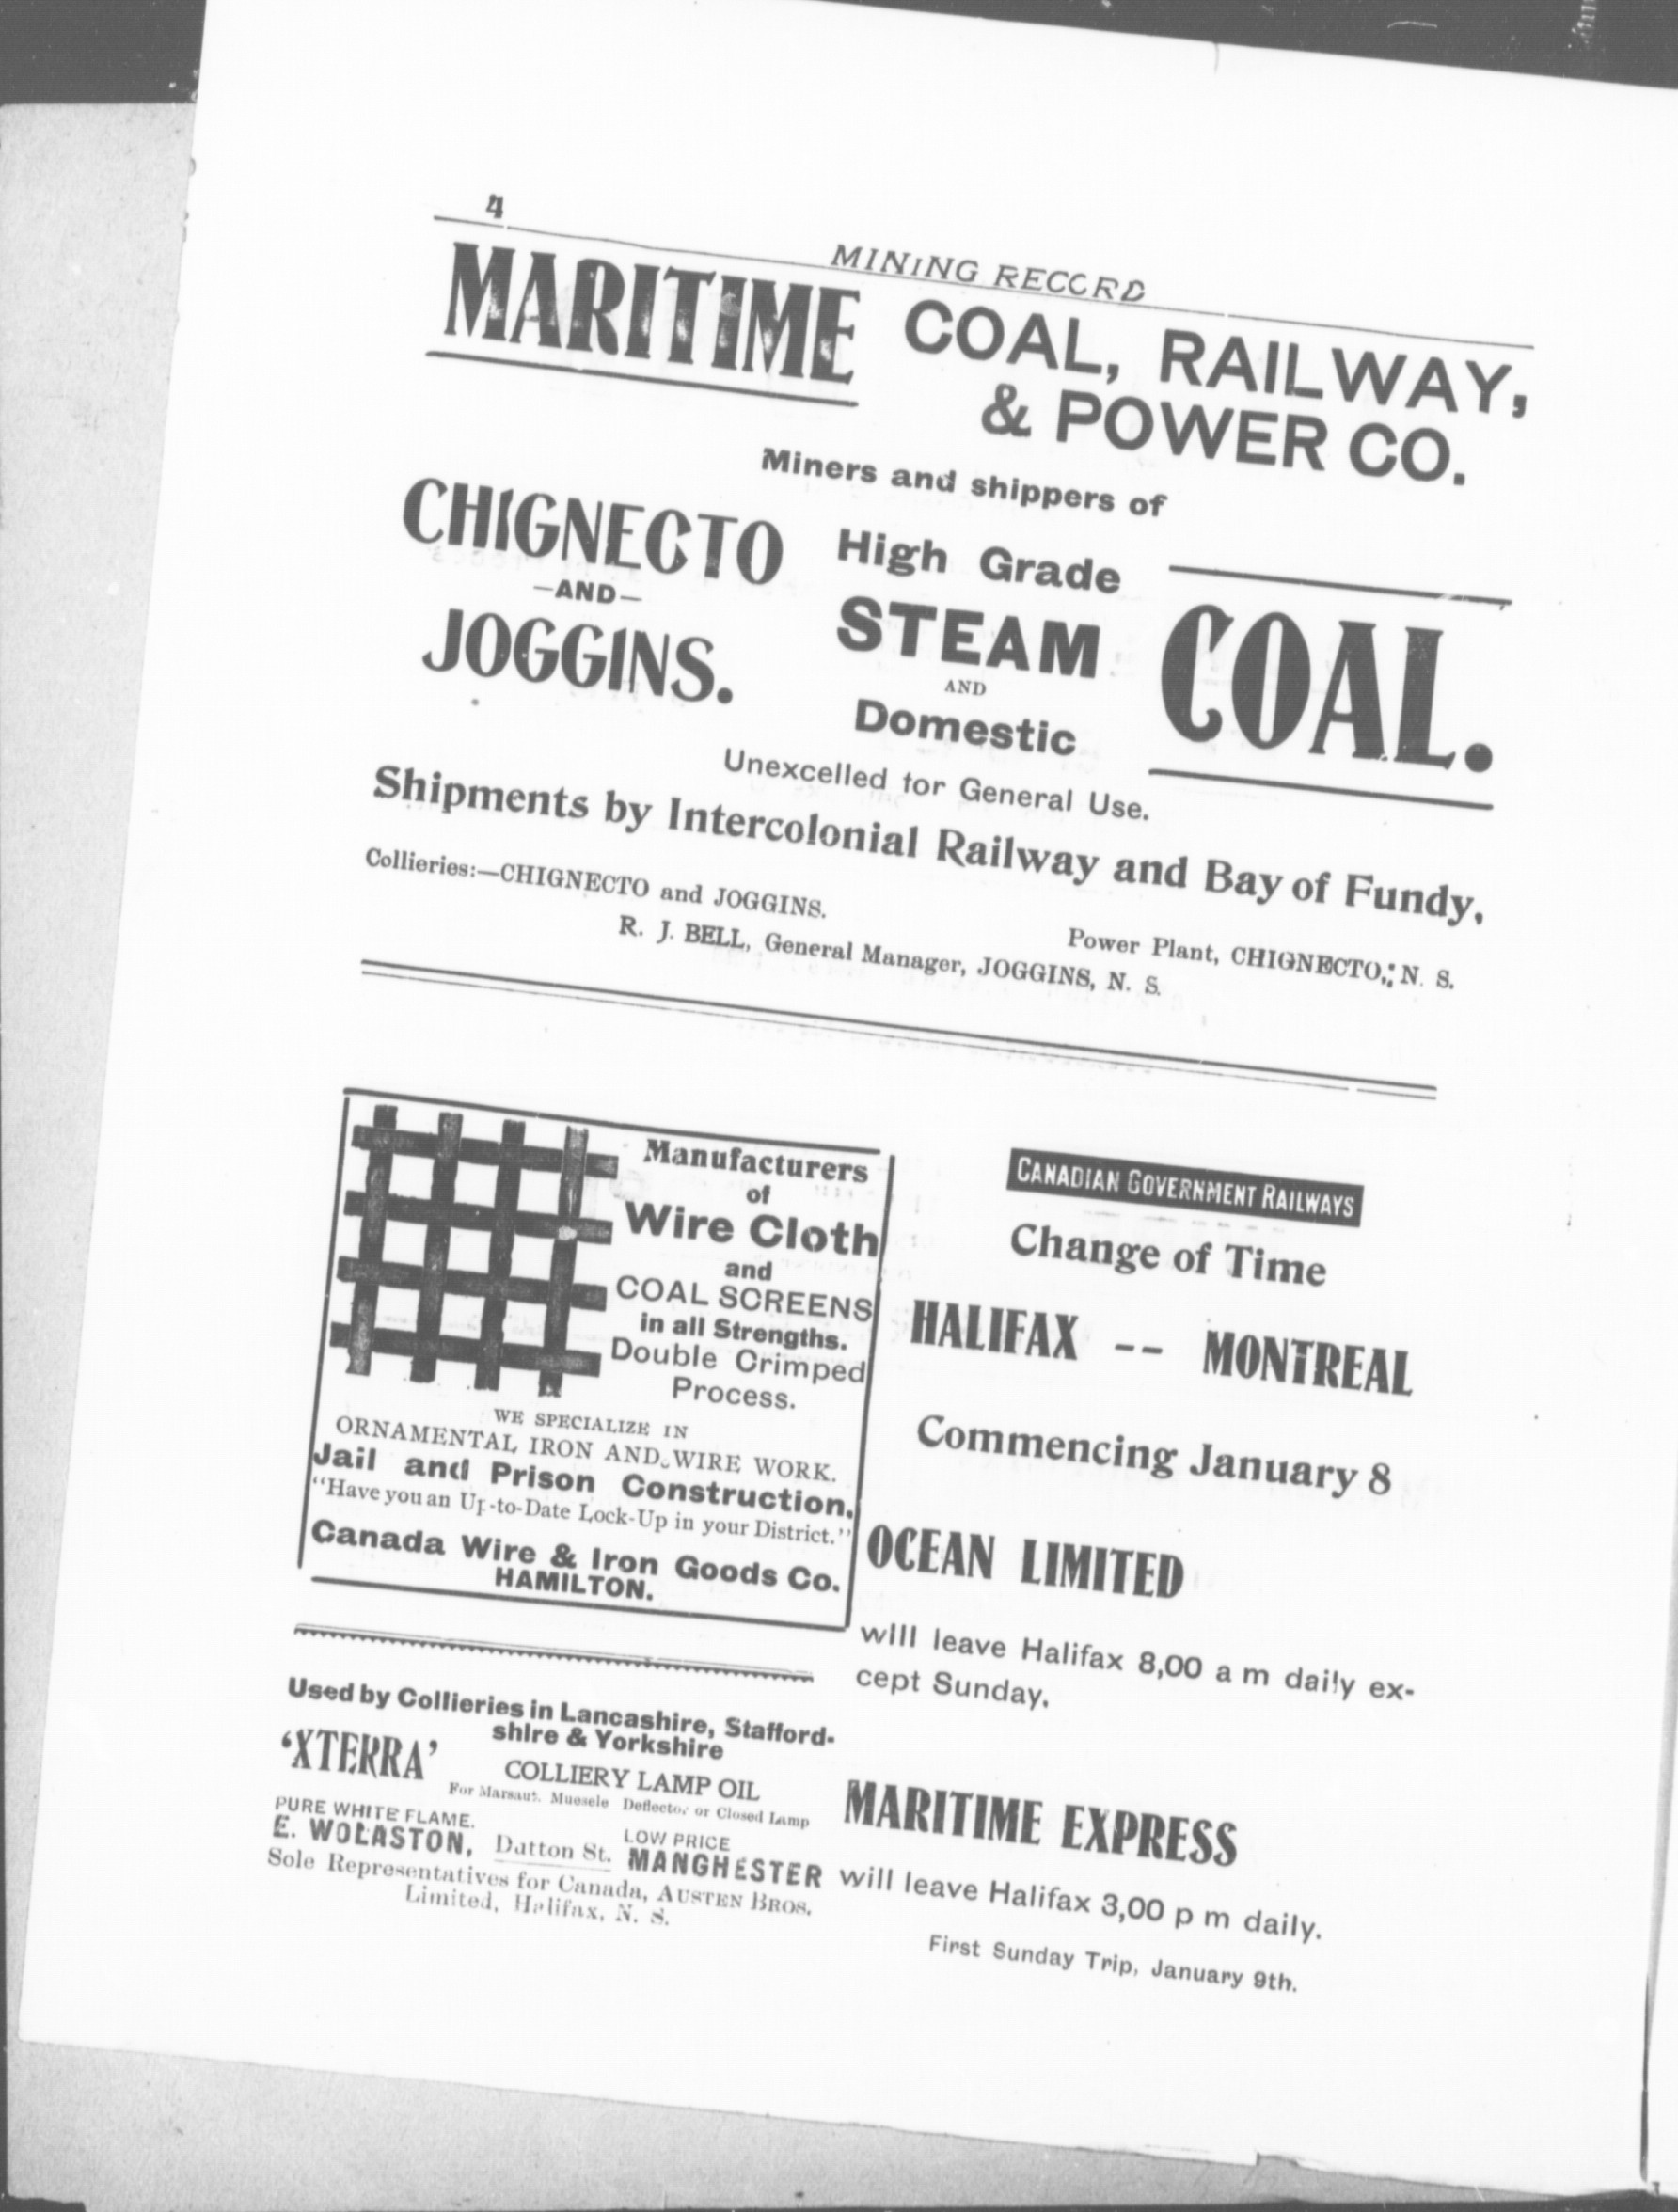 4
MINING RECCRD
MARITIME COAL, RAILWAY,
& POWER CO.
Miners and shippers of
CHIGNECTO
—AND—
JOGGINS.
High Grade
STEAM
AND
Domestic
COAL.
Unexcelled for General Use.
Shipments by Intercolonial Railway and Bay of Fundy,
Collieries:—CHIGNECTO and JOGGINS.
Power Plant, CHIGNECTO, N. S.
R. J. BELL, General Manager, JOGGINS, N. S.
Manufacturers
of
Wire Cloth
and
COAL SCREENS
in all Strengths.
Double Crimped
Process.
WE SPECIALIZE IN
ORNAMENTAL IRON AND WIRE WORK.
Jail and Prison Construction.
"Have you an Up-to-Date Lock-Up in your District."
Canada Wire & Iron Goods Co.
HAMILTON.
Used by Collieries in Lancashire, Stafford-
shire & Yorkshire
'XTERRA' COLLIERY LAMP OIL
For Marsaut. Muesele Deflector or Closed Lamp
PURE WHITE FLAME. LOW PRICE
E. WOLASTON, Dutton St. MANCHESTER
Sole Representatives for Canada, AUSTEN BROS.
Limited, Halifax, N. S.
CANADIAN GOVERNMENT RAILWAYS
Change of Time
HALIFAX -- MONTREAL
Commencing January 8
OCEAN LIMITED
will leave Halifax 8,00 a m daily ex-
cept Sunday,
MARITIME EXPRESS
will leave Halifax 3,00 p m daily.
First Sunday Trip, January 9th.